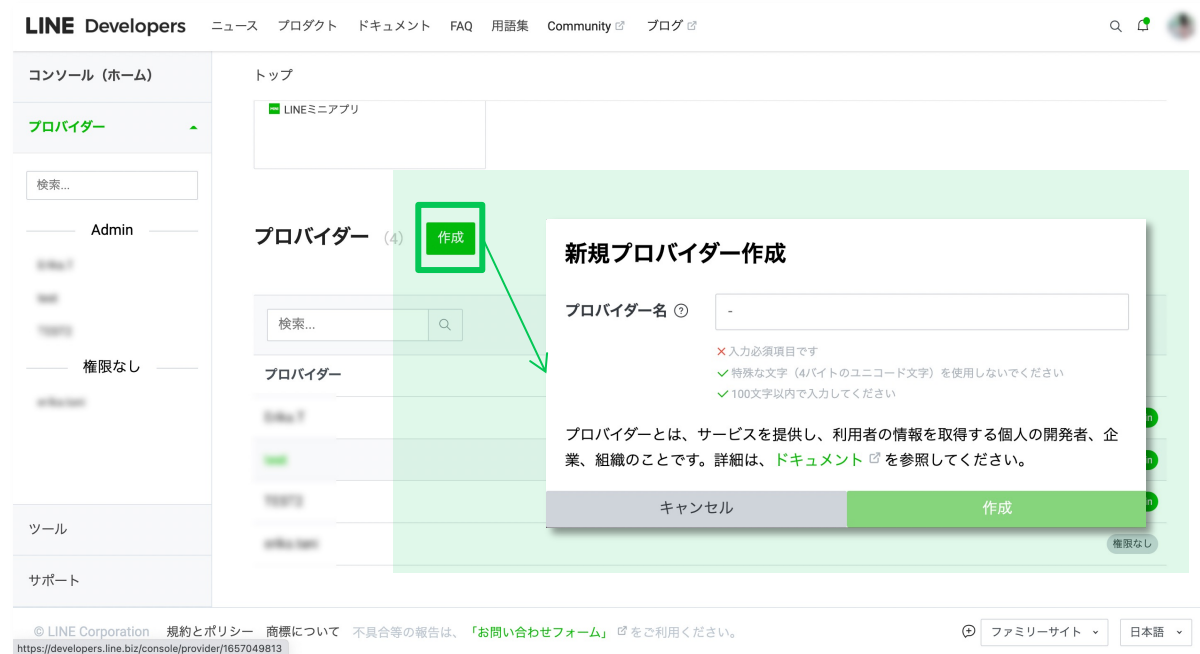 LINE Developers ニュース プロダクト ドキュメント FAQ 用語集 Community ブログ
コンソール（ホーム）
プロバイダー
検索...
Admin
権限なし
ツール
サポート
トップ
LINEミニアプリ
プロバイダー （4） 作成
検索...
プロバイダー
権限なし
新規プロバイダー作成
プロバイダー名 ?
-
入力必須項目です
特殊な文字（4バイトのユニコード文字）を使用しないでください
100文字以内で入力してください
プロバイダーとは、サービスを提供し、利用者の情報を取得する個人の開発者、企
業、組織のことです。詳細は、ドキュメント を参照してください。
キャンセル 作成
© LINE Corporation 規約とポリシー 商標について 不具合等の報告は、「お問い合わせフォーム」 をご利用ください。 ファミリーサイト 日本語
https://developers.line.biz/console/provider/1657049813